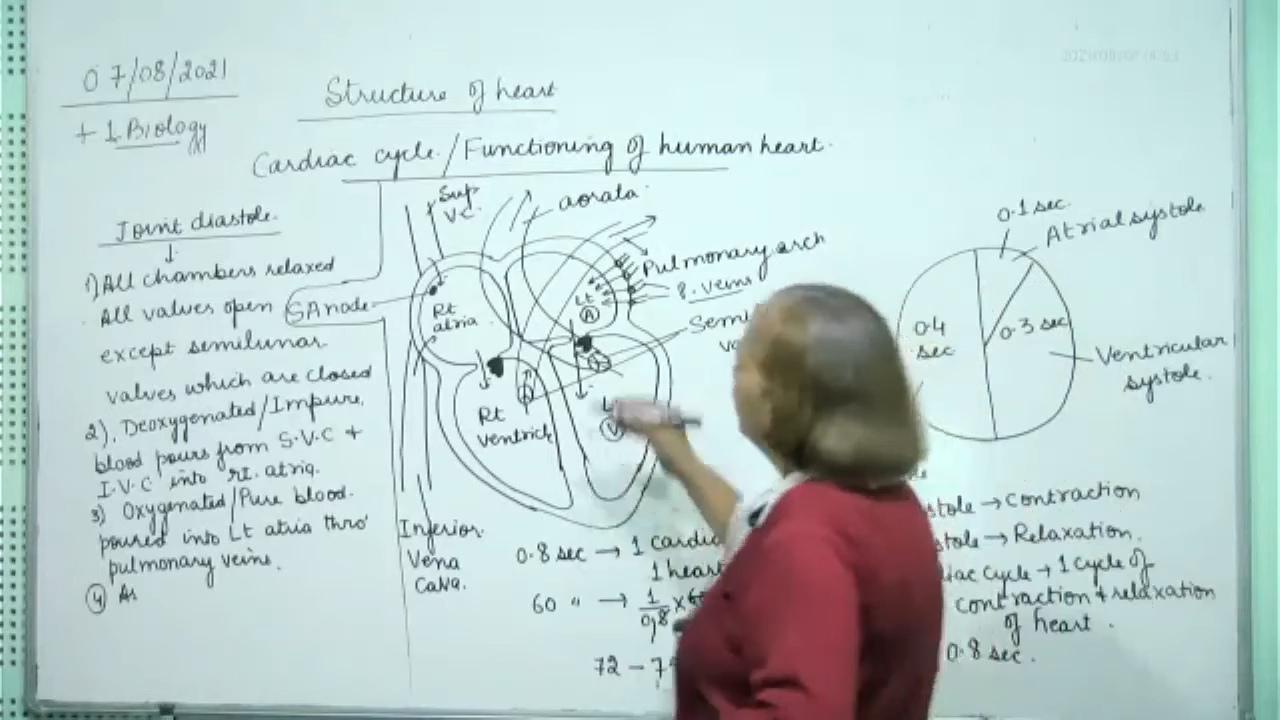 07/08/2021
+1 Biology
Structure of heart
Cardiac cycle/Functioning of human heart.
Joint diastole.
↓
1) All chambers relaxed
All valves open
except semilunar
valves which are closed
2). Deoxygenated/Impure
blood pours from S.V.C +
I.V.C into rt. atria.
3) Oxygenated/Pure blood.
poured into Lt atria thro'
pulmonary veins.
4) As
SA node
Sup
V.C.
aorata
Pulmonary arch
p. veins
Semi
Rt
atria
Lt
A
Rt
ventricle
V
Inferior
Vena
Cava.
0.8 sec → 1 cardia
1 heart
60 " → 1/0.8 ×
72 – 7
0.1 sec.
Atrial systole
0.4
sec
0.3 sec
Ventricular
systole.
stole → Contraction
stole → Relaxation.
iac cycle → 1 cycle of
contraction + relaxation
of heart.
0.8 sec.